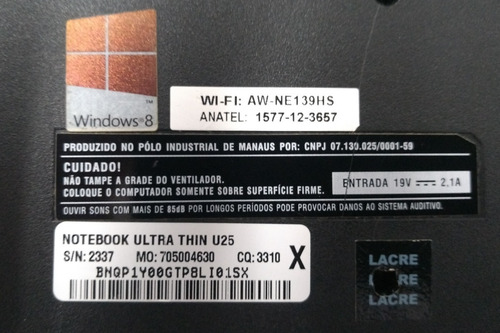 Windows 8
WI-FI: AW-NE139HS
ANATEL: 1577-12-3657
PRODUZIDO NO PÓLO INDUSTRIAL DE MANAUS POR: CNPJ 07.130.025/0001-59
CUIDADO!
NÃO TAMPE A GRADE DO VENTILADOR.
COLOQUE O COMPUTADOR SOMENTE SOBRE SUPERFÍCIE FIRME.
ENTRADA 19V 2.1A
OUVIR SONS COM MAIS DE 85dB POR LONGOS PERÍODOS PODE PROVOCAR DANOS AO SISTEMA AUDITIVO.
NOTEBOOK ULTRA THIN U25
S/N: 2337 MO: 705004630 CQ: 3310 X
BNQP1Y00GTP8LI01SX
LACRE
LACRE
LACRE